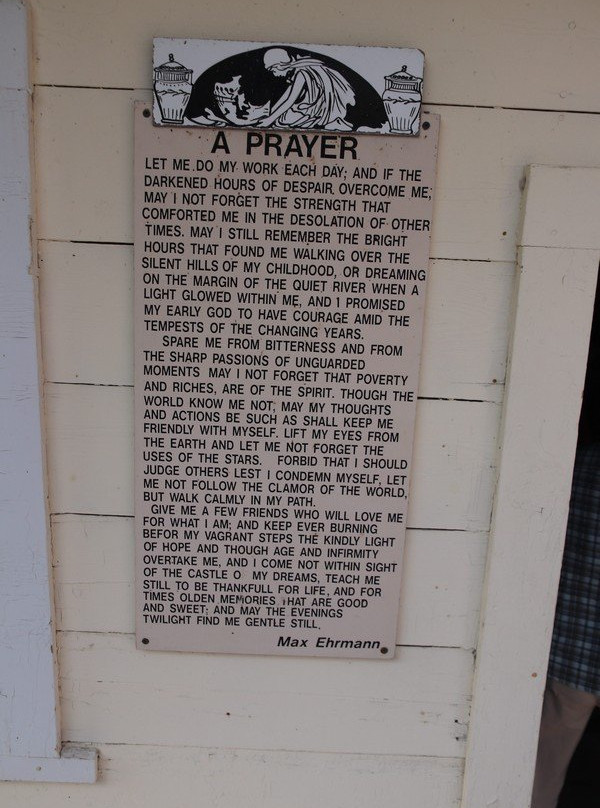 A PRAYER
LET ME DO MY WORK EACH DAY; AND IF THE
DARKENED HOURS OF DESPAIR OVERCOME ME,
MAY I NOT FORGET THE STRENGTH THAT
COMFORTED ME IN THE DESOLATION OF OTHER
TIMES. MAY I STILL REMEMBER THE BRIGHT
HOURS THAT FOUND ME WALKING OVER THE
SILENT HILLS OF MY CHILDHOOD, OR DREAMING
ON THE MARGIN OF THE QUIET RIVER WHEN A
LIGHT GLOWED WITHIN ME, AND I PROMISED
MY EARLY GOD TO HAVE COURAGE AMID THE
TEMPESTS OF THE CHANGING YEARS.
SPARE ME FROM BITTERNESS AND FROM
THE SHARP PASSIONS OF UNGUARDED
MOMENTS MAY I NOT FORGET THAT POVERTY
AND RICHES, ARE OF THE SPIRIT. THOUGH THE
WORLD KNOW ME NOT, MAY MY THOUGHTS
AND ACTIONS BE SUCH AS SHALL KEEP ME
FRIENDLY WITH MYSELF. LIFT MY EYES FROM
THE EARTH AND LET ME NOT FORGET THE
USES OF THE STARS. FORBID THAT I SHOULD
JUDGE OTHERS LEST I CONDEMN MYSELF, LET
ME NOT FOLLOW THE CLAMOR OF THE WORLD,
BUT WALK CALMLY IN MY PATH.
GIVE ME A FEW FRIENDS WHO WILL LOVE ME
FOR WHAT I AM; AND KEEP EVER BURNING
BEFOR MY VAGRANT STEPS THE KINDLY LIGHT
OF HOPE AND THOUGH AGE AND INFIRMITY
OVERTAKE ME, AND I COME NOT WITHIN SIGHT
OF THE CASTLE O MY DREAMS, TEACH ME
STILL TO BE THANKFULL FOR LIFE, AND FOR
TIMES OLDEN MEMORIES THAT ARE GOOD
AND SWEET; AND MAY THE EVENINGS
TWILIGHT FIND ME GENTLE STILL.
Max Ehrmann